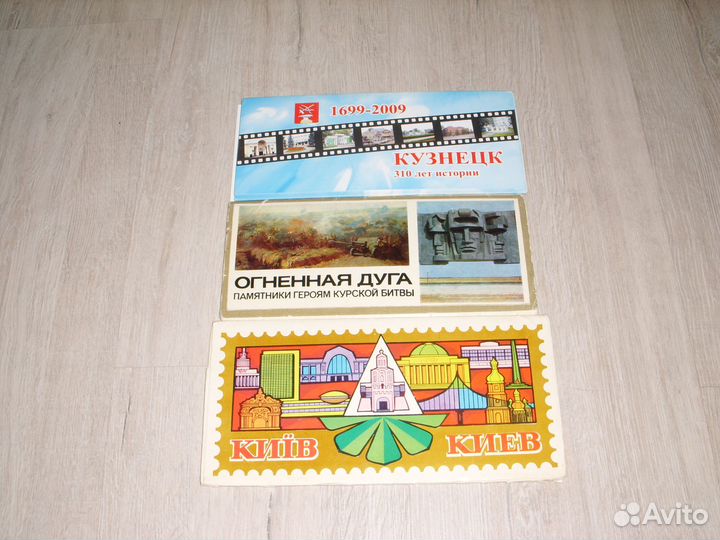 1699-2009
КУЗНЕЦК
310 лет истории
ОГНЕННАЯ ДУГА
ПАМЯТНИКИ ГЕРОЯМ КУРСКОЙ БИТВЫ
КИЇВ КИЕВ
Avito